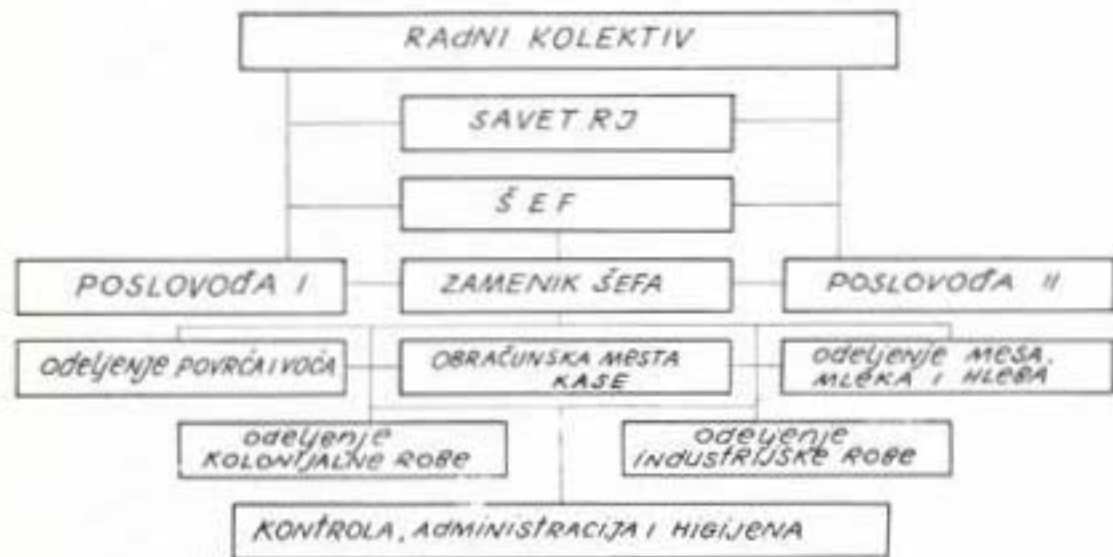 RAdNI KOLEKTIV
SAVET RJ
ŠEF
POSLOVOđA I
ZAMENIK ŠEFA
POSLOVOđA II
OdeljeNje POVRĆA I VOĆA
OBRAČUNSKA MesTA
KASE
Odeljenje MESA,
MLEKA I HLEBA
Odeljenje
KOLONIJALNE ROBE
Odeljenje
INDUSTRIJSKE ROBE
KONTROLA, AdMINISTRACIJA I HIGIJENA